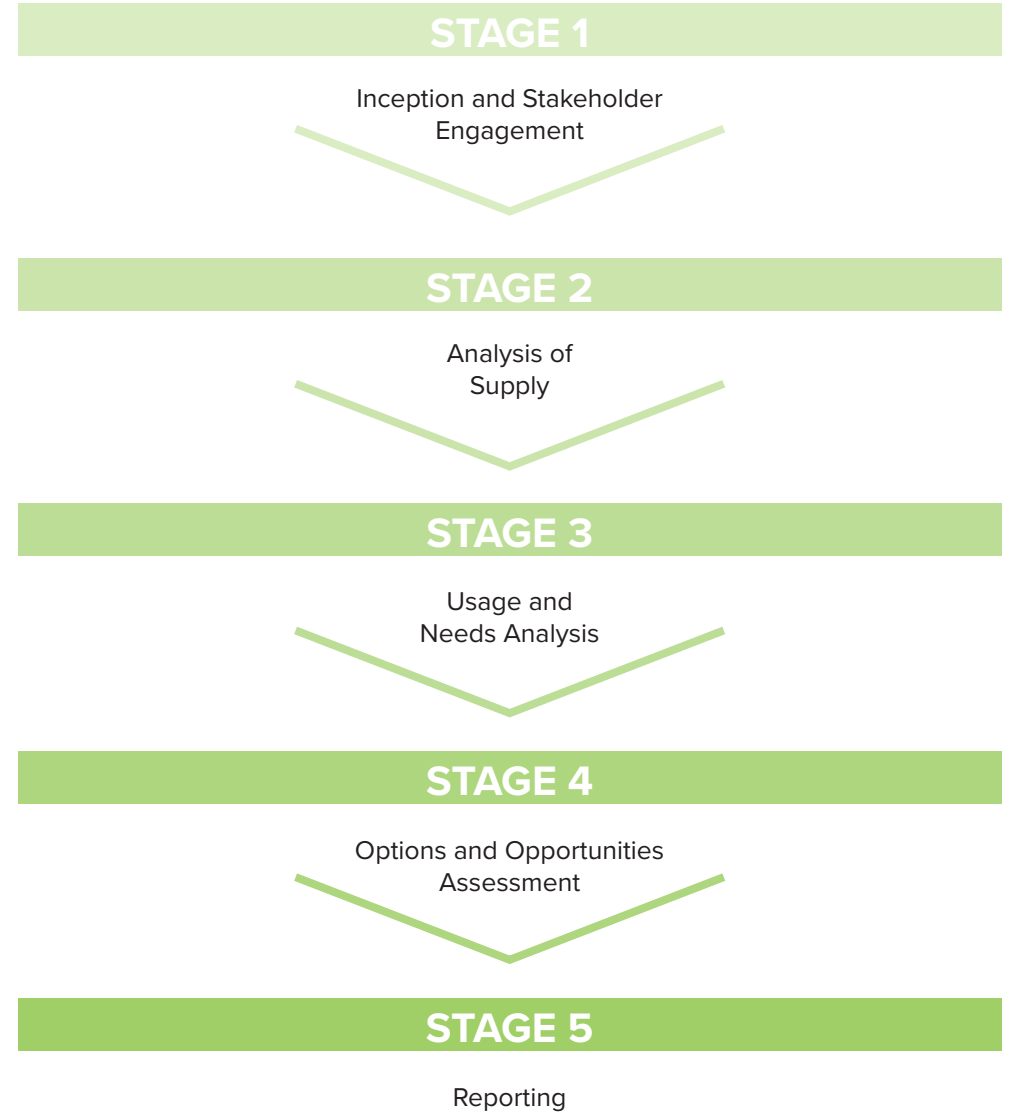 STAGE 1
Inception and Stakeholder
Engagement
STAGE 2
Analysis of
Supply
STAGE 3
Usage and
Needs Analysis
STAGE 4
Options and Opportunities
Assessment
STAGE 5
Reporting